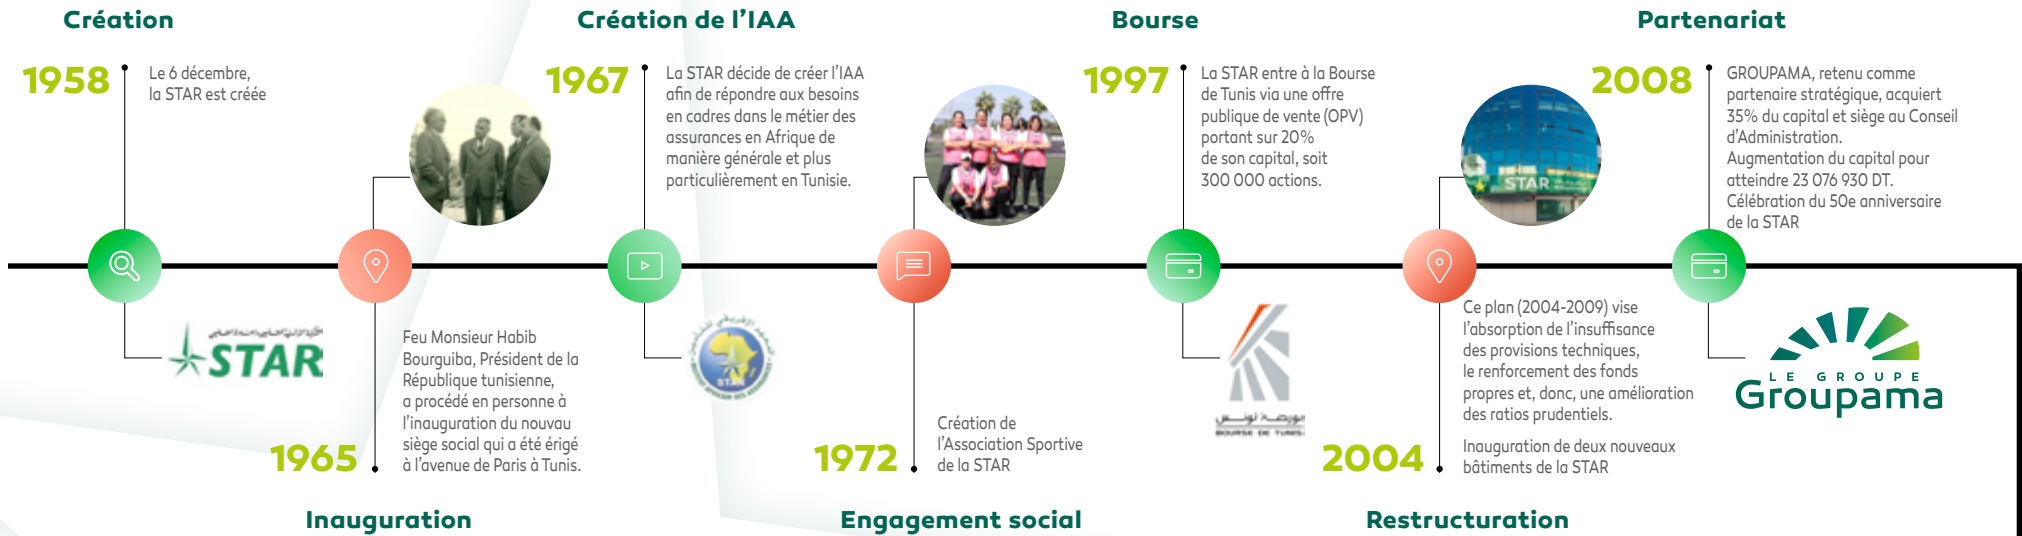 Création
1958
Le 6 décembre,
la STAR est créée
STAR
1965
Feu Monsieur Habib
Bourguiba, Président de la
République tunisienne,
a procédé en personne à
l'inauguration du nouvau
siège social qui a été érigé
à l'avenue de Paris à Tunis.
Inauguration
Création de l'IAA
1967
La STAR décide de créer l'IAA
afin de répondre aux besoins
en cadres dans le métier des
assurances en Afrique de
manière générale et plus
particulièrement en Tunisie.
STAR
1972
Création de
l'Association Sportive
de la STAR
Engagement social
Bourse
1997
La STAR entre à la Bourse
de Tunis via une offre
publique de vente (OPV)
portant sur 20%
de son capital, soit
300 000 actions.
بورصة تونس
BOURSE DE TUNIS
STAR
2004
Ce plan (2004-2009) vise
l'absorption de l'insuffisance
des provisions techniques,
le renforcement des fonds
propres et, donc, une amélioration
des ratios prudentiels.
Inauguration de deux nouveaux
bâtiments de la STAR
Restructuration
Partenariat
2008
GROUPAMA, retenu comme
partenaire stratégique, acquiert
35% du capital et siège au Conseil
d'Administration.
Augmentation du capital pour
atteindre 23 076 930 DT.
Célébration du 50e anniversaire
de la STAR
LE GROUPE
Groupama